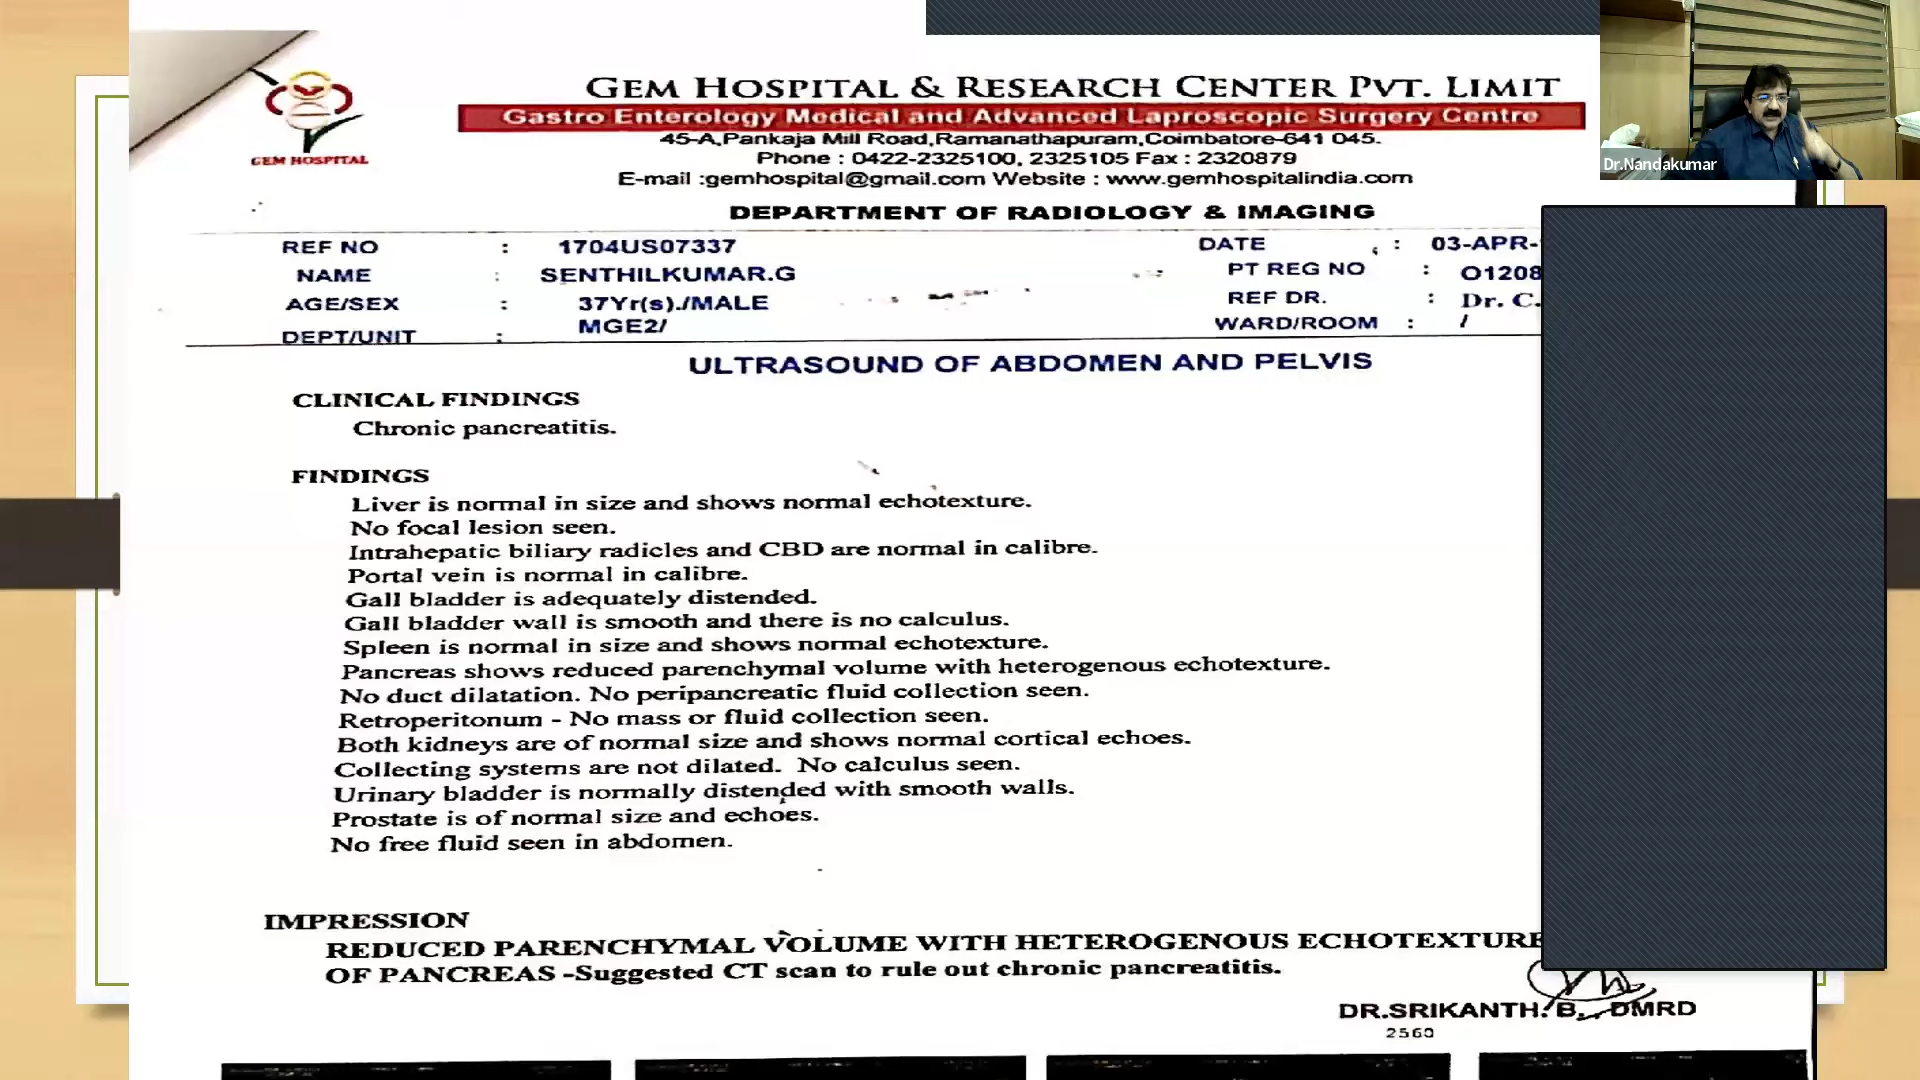 GEM HOSPITAL & RESEARCH CENTER PVT. LIMIT
Gastro Enterology Medical and Advanced Laproscopic Surgery Centre
45-A,Pankaja Mill Road,Ramanathapuram,Coimbatore-641 045.
Phone : 0422-2325100, 2325105 Fax : 2320879
E-mail :gemhospital@gmail.com Website : www.gemhospitalindia.com
GEM HOSPITAL
Dr.Nandakumar
DEPARTMENT OF RADIOLOGY & IMAGING
REF NO : 1704US07337 DATE : 03-APR-
NAME : SENTHILKUMAR.G PT REG NO : O1208
AGE/SEX : 37Yr(s)./MALE REF DR. : Dr. C.
DEPT/UNIT : MGE2/ WARD/ROOM : /
ULTRASOUND OF ABDOMEN AND PELVIS
CLINICAL FINDINGS
Chronic pancreatitis.
FINDINGS
Liver is normal in size and shows normal echotexture.
No focal lesion seen.
Intrahepatic biliary radicles and CBD are normal in calibre.
Portal vein is normal in calibre.
Gall bladder is adequately distended.
Gall bladder wall is smooth and there is no calculus.
Spleen is normal in size and shows normal echotexture.
Pancreas shows reduced parenchymal volume with heterogenous echotexture.
No duct dilatation. No peripancreatic fluid collection seen.
Retroperitonum - No mass or fluid collection seen.
Both kidneys are of normal size and shows normal cortical echoes.
Collecting systems are not dilated. No calculus seen.
Urinary bladder is normally distended with smooth walls.
Prostate is of normal size and echoes.
No free fluid seen in abdomen.
IMPRESSION
REDUCED PARENCHYMAL VOLUME WITH HETEROGENOUS ECHOTEXTURE
OF PANCREAS -Suggested CT scan to rule out chronic pancreatitis.
DR.SRIKANTH. B., DMRD
2560